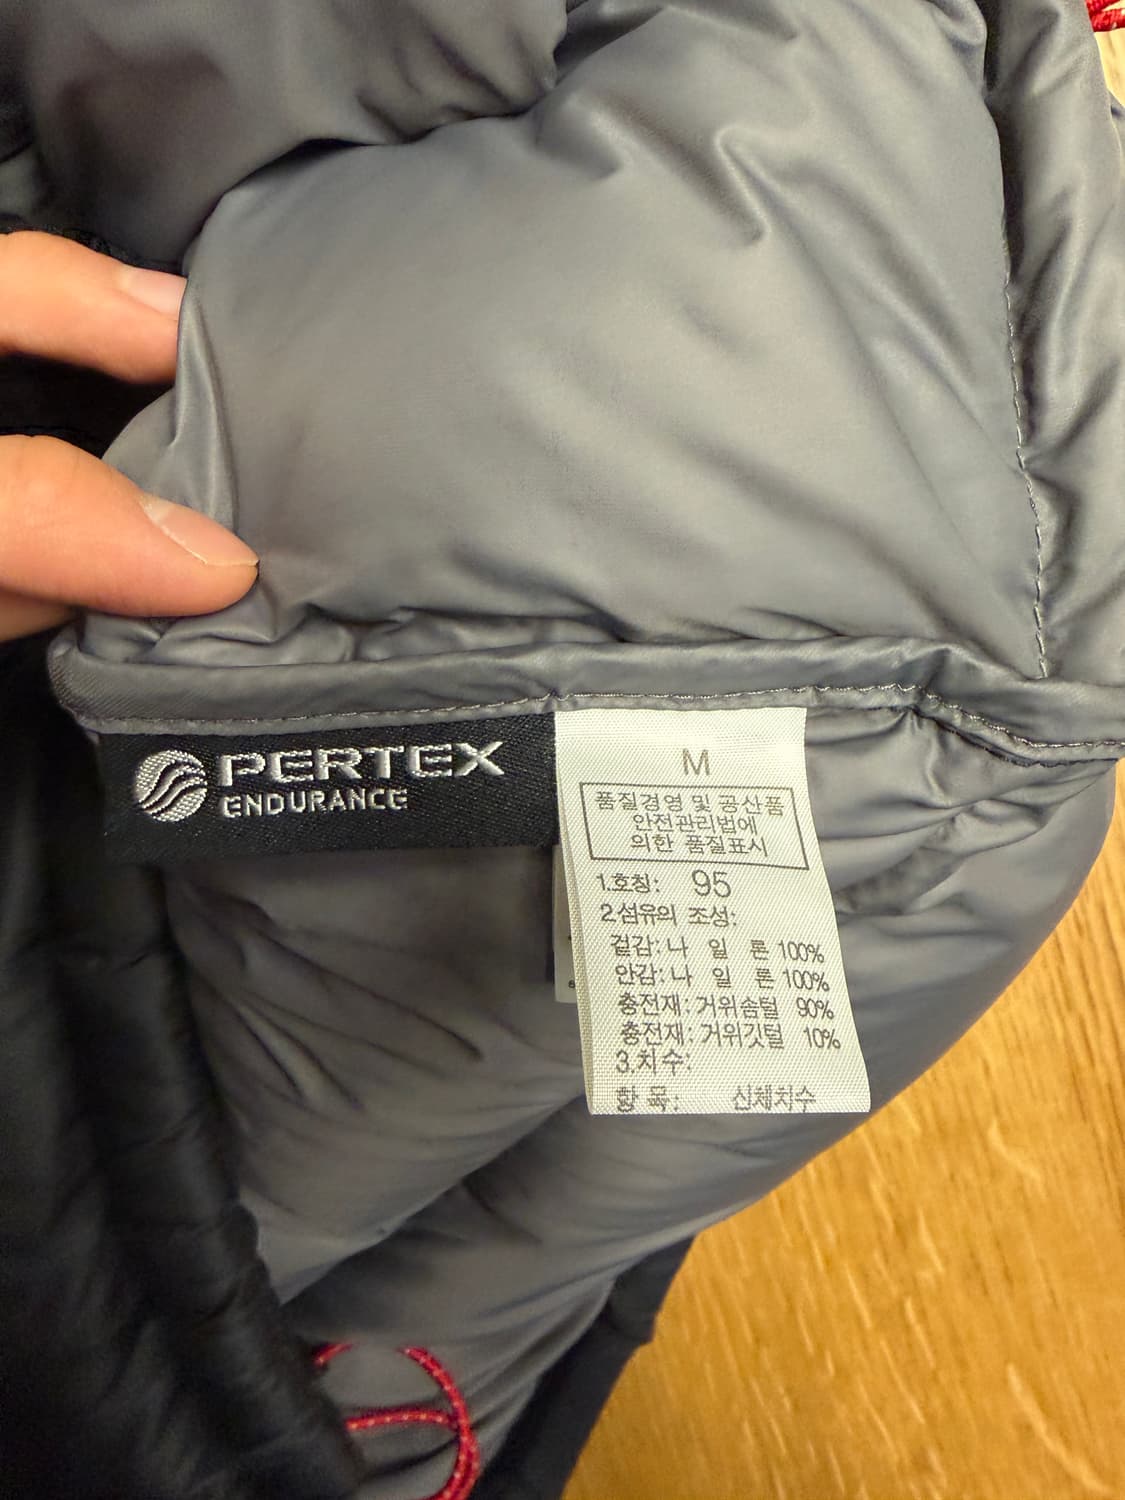 PERTEX
ENDURANCE
M
품질경영 및 공산품
안전관리법에
의한 품질표시
1.호칭: 95
2.섬유의 조성:
겉감:나 일 론 100%
안감:나 일 론 100%
충전재: 거위솜털 90%
충전재: 거위깃털 10%
3.치수:
항 목: 신체치수